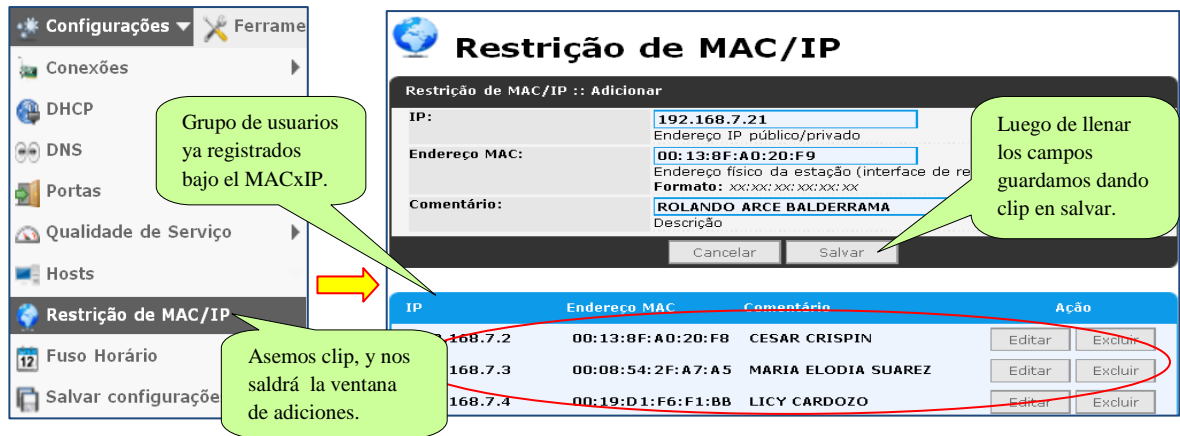 Configurações
Ferrame
Conexões
DHCP
DNS
Portas
Qualidade de Serviço
Hosts
Restrição de MAC/IP
12
Fuso Horário
Salvar configuraçõe
Grupo de usuarios
ya registrados
bajo el MACxIP.
Asemos clip, y nos
saldrá la ventana
de adiciones.
Restrição de MAC/IP
Restrição de MAC/IP :: Adicionar
IP:
192.168.7.21
Endereço IP público/privado
Endereço MAC:
00:13:8F:A0:20:F9
Endereço físico da estação (interface de re
Formato: xx:xx:xx:xx:xx:xx
Comentário:
ROLANDO ARCE BALDERRAMA
Descrição
Cancelar
Salvar
Luego de llenar
los campos
guardamos dando
clip en salvar.
IP Endereço MAC Comentário Ação
.168.7.2 00:13:8F:A0:20:F8 CESAR CRISPIN Editar Excluir
168.7.3 00:08:54:2F:A7:A5 MARIA ELODIA SUAREZ Editar Excluir
168.7.4 00:19:D1:F6:F1:BB LICY CARDOZO Editar Excluir